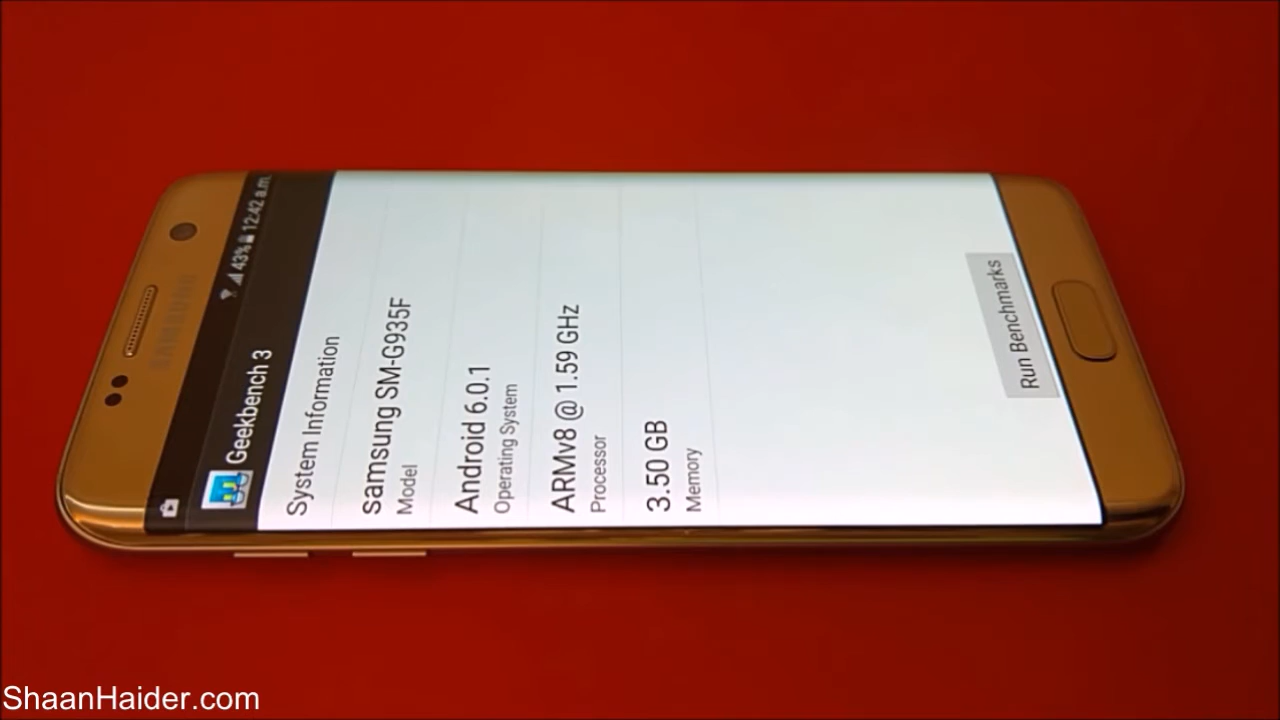 SAMSUNG
43% 12:42 a.m.
Geekbench 3
System Information
samsung SM-G935F
Model
Android 6.0.1
Operating System
ARMv8 @ 1.59 GHz
Processor
3.50 GB
Memory
Run Benchmarks
ShaanHaider.com